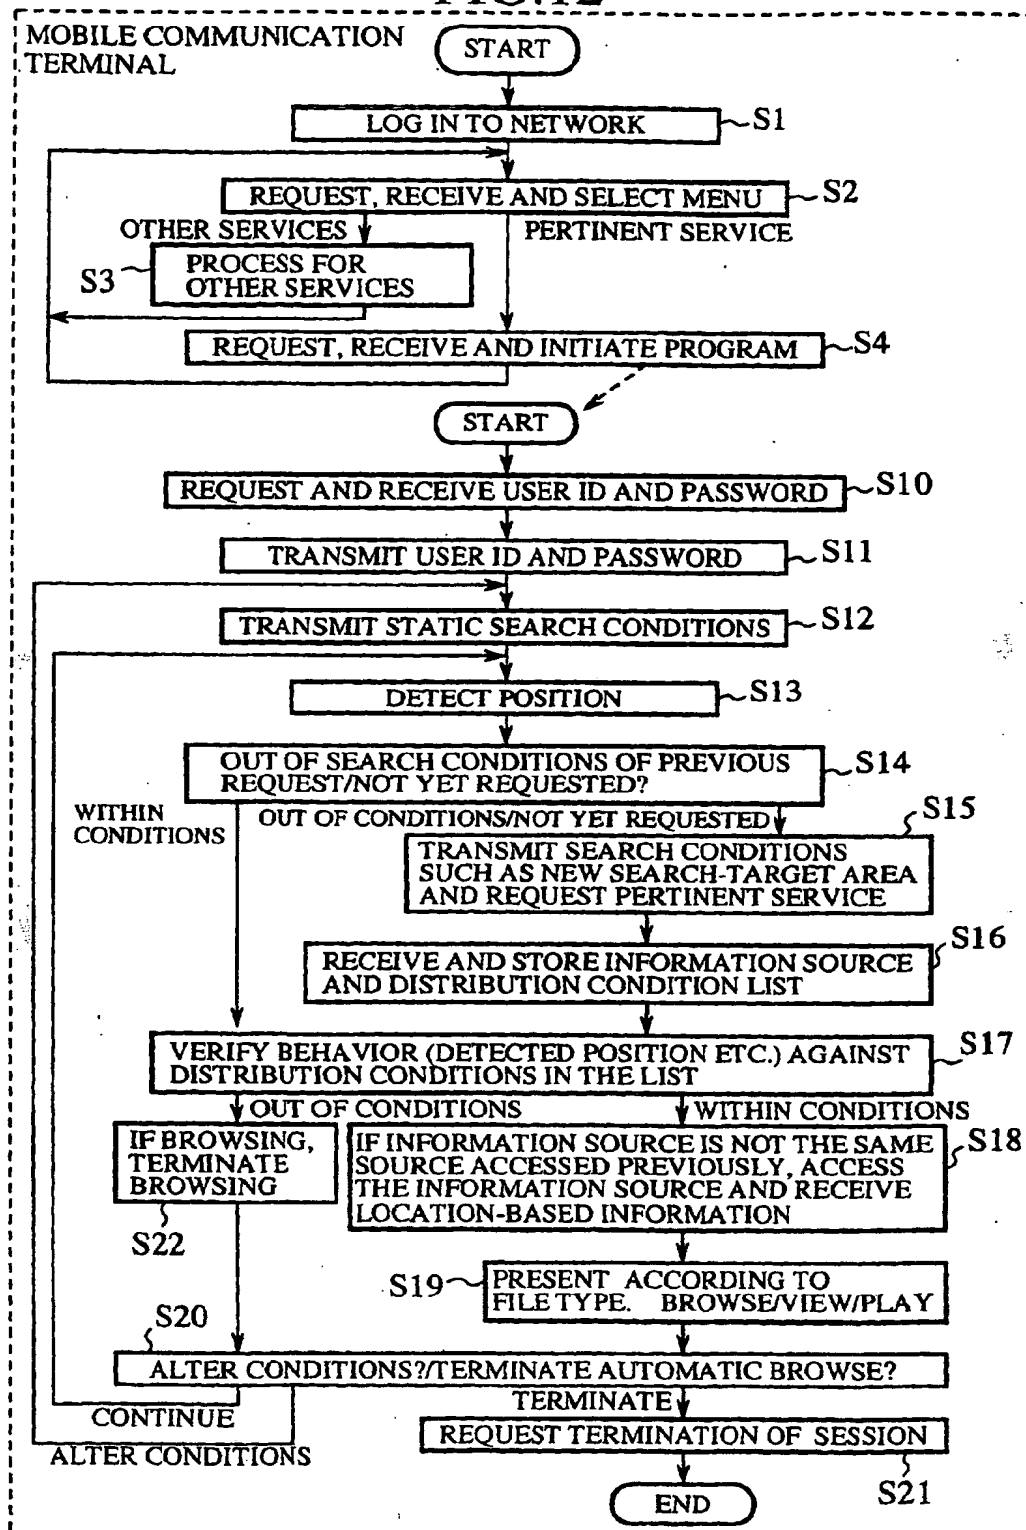 FIG.12
MOBILE COMMUNICATION
TERMINAL
START
LOG IN TO NETWORK
S1
REQUEST, RECEIVE AND SELECT MENU
S2
OTHER SERVICES
PERTINENT SERVICE
S3
PROCESS FOR
OTHER SERVICES
REQUEST, RECEIVE AND INITIATE PROGRAM
S4
START
REQUEST AND RECEIVE USER ID AND PASSWORD
S10
TRANSMIT USER ID AND PASSWORD
S11
TRANSMIT STATIC SEARCH CONDITIONS
S12
DETECT POSITION
S13
OUT OF SEARCH CONDITIONS OF PREVIOUS
REQUEST/NOT YET REQUESTED?
S14
WITHIN
CONDITIONS
OUT OF CONDITIONS/NOT YET REQUESTED
S15
TRANSMIT SEARCH CONDITIONS
SUCH AS NEW SEARCH-TARGET AREA
AND REQUEST PERTINENT SERVICE
S16
RECEIVE AND STORE INFORMATION SOURCE
AND DISTRIBUTION CONDITION LIST
S17
VERIFY BEHAVIOR (DETECTED POSITION ETC.) AGAINST
DISTRIBUTION CONDITIONS IN THE LIST
OUT OF CONDITIONS
WITHIN CONDITIONS
IF BROWSING,
TERMINATE
BROWSING
S22
IF INFORMATION SOURCE IS NOT THE SAME
SOURCE ACCESSED PREVIOUSLY, ACCESS
THE INFORMATION SOURCE AND RECEIVE
LOCATION-BASED INFORMATION
S18
S19
PRESENT ACCORDING TO
FILE TYPE. BROWSE/VIEW/PLAY
S20
ALTER CONDITIONS?/TERMINATE AUTOMATIC BROWSE?
CONTINUE
TERMINATE
ALTER CONDITIONS
REQUEST TERMINATION OF SESSION
S21
END